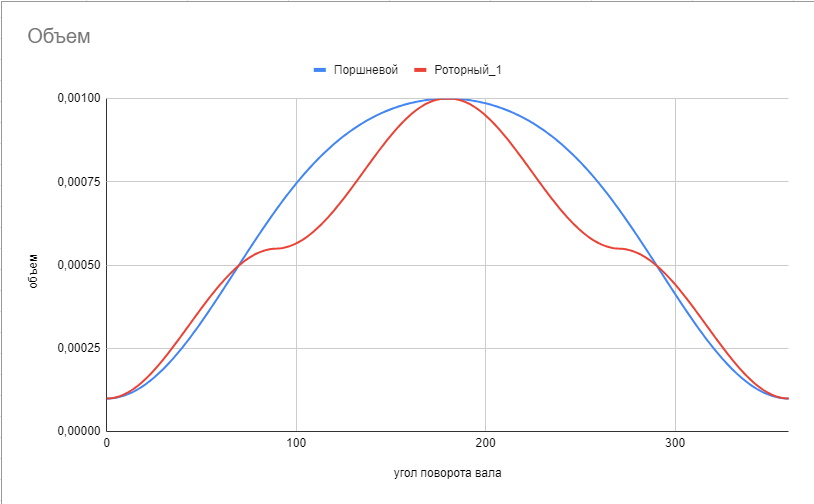 Объем
Поршневой Роторный_1
0,00100
0,00075
0,00050
0,00025
0,00000
объем
0 100 200 300
угол поворота вала